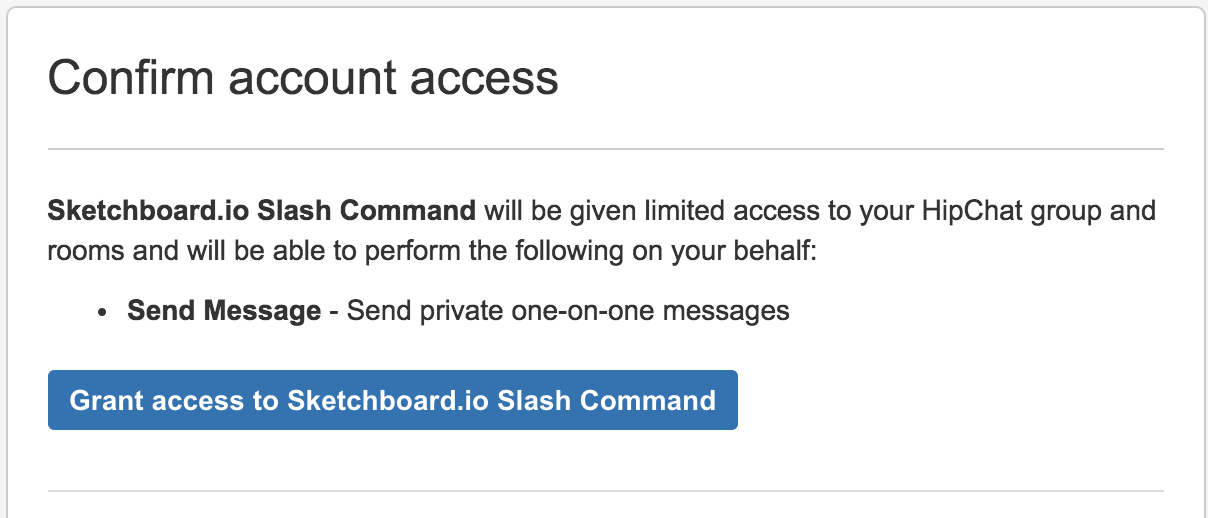 Confirm account access
Sketchboard.io Slash Command will be given limited access to your HipChat group and
rooms and will be able to perform the following on your behalf:
• Send Message - Send private one-on-one messages
Grant access to Sketchboard.io Slash Command